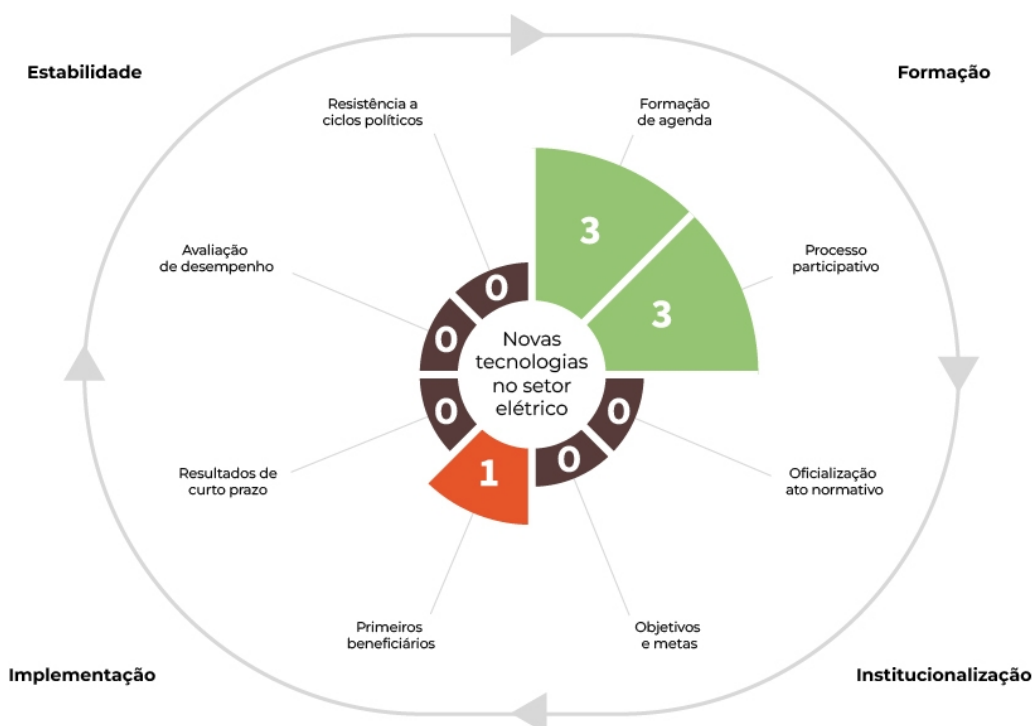 Estabilidade
Formação
Resistência a
ciclos políticos
Formação
de agenda
Avaliação
de desempenho
Processo
participativo
0
3
0
3
Novas
tecnologias
no setor
elétrico
0
0
1
0
Resultados de
curto prazo
Oficialização
ato normativo
Primeiros
beneficiários
Objetivos
e metas
Implementação
Institucionalização